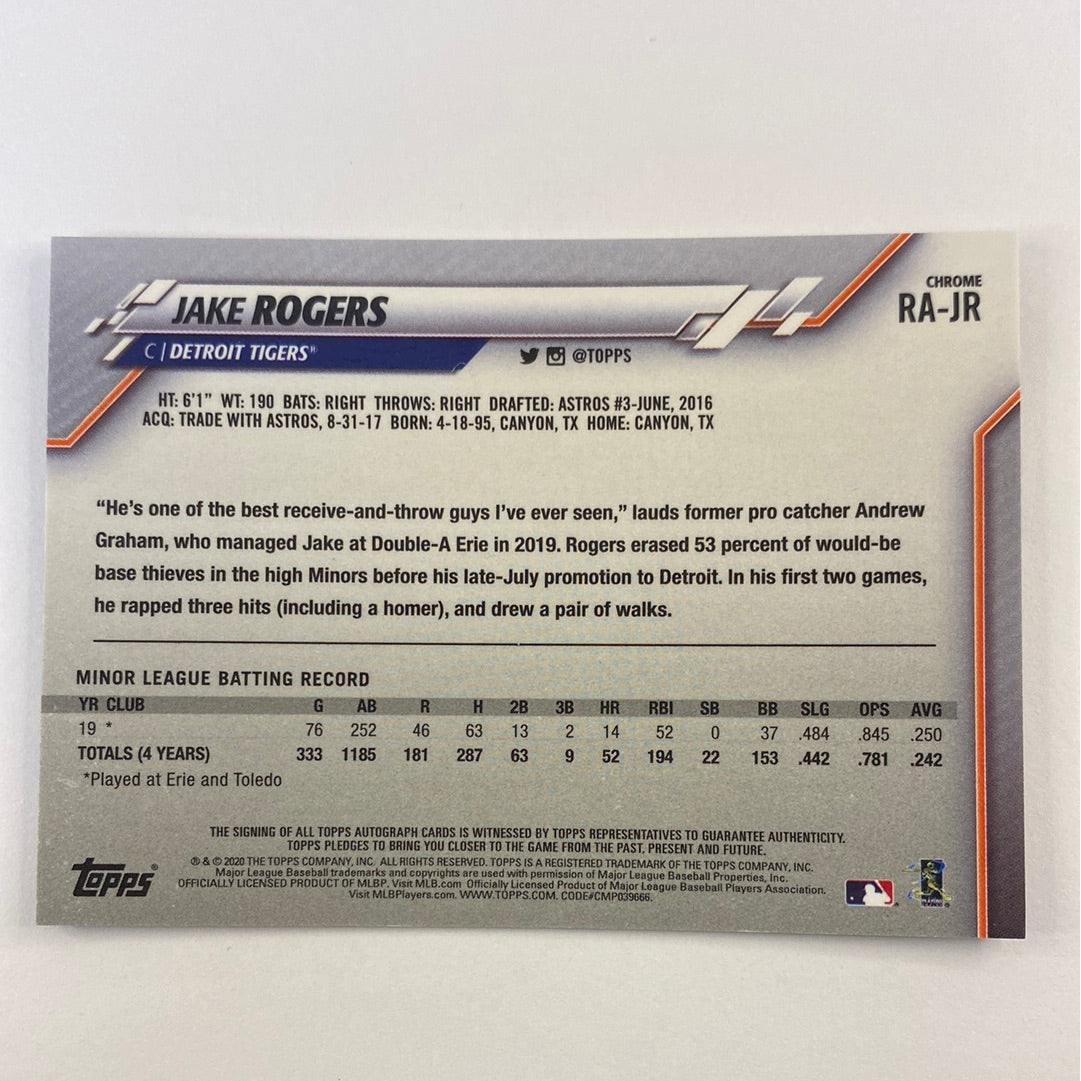 CHROME
RA-JR
JAKE ROGERS
C | DETROIT TIGERS®
@TOPPS
HT: 6'1" WT: 190 BATS: RIGHT THROWS: RIGHT DRAFTED: ASTROS #3-JUNE, 2016
ACQ: TRADE WITH ASTROS, 8-31-17 BORN: 4-18-95, CANYON, TX HOME: CANYON, TX
“He’s one of the best receive-and-throw guys I’ve ever seen,” lauds former pro catcher Andrew
Graham, who managed Jake at Double-A Erie in 2019. Rogers erased 53 percent of would-be
base thieves in the high Minors before his late-July promotion to Detroit. In his first two games,
he rapped three hits (including a homer), and drew a pair of walks.
MINOR LEAGUE BATTING RECORD
YR CLUB G AB R H 2B 3B HR RBI SB BB SLG OPS AVG
19 * 76 252 46 63 13 2 14 52 0 37 .484 .845 .250
TOTALS (4 YEARS) 333 1185 181 287 63 9 52 194 22 153 .442 .781 .242
*Played at Erie and Toledo
THE SIGNING OF ALL TOPPS AUTOGRAPH CARDS IS WITNESSED BY TOPPS REPRESENTATIVES TO GUARANTEE AUTHENTICITY.
TOPPS PLEDGES TO BRING YOU CLOSER TO THE GAME FROM THE PAST, PRESENT AND FUTURE.
® & © 2020 THE TOPPS COMPANY, INC. ALL RIGHTS RESERVED. TOPPS IS A REGISTERED TRADEMARK OF THE TOPPS COMPANY, INC.
Major League Baseball trademarks and copyrights are used with permission of Major League Baseball Properties, Inc.
OFFICIALLY LICENSED PRODUCT OF MLBP. Visit MLB.com Officially Licensed Product of Major League Baseball Players Association.
Visit MLBPlayers.com. WWW.TOPPS.COM. CODE#CMP039666.
Topps®